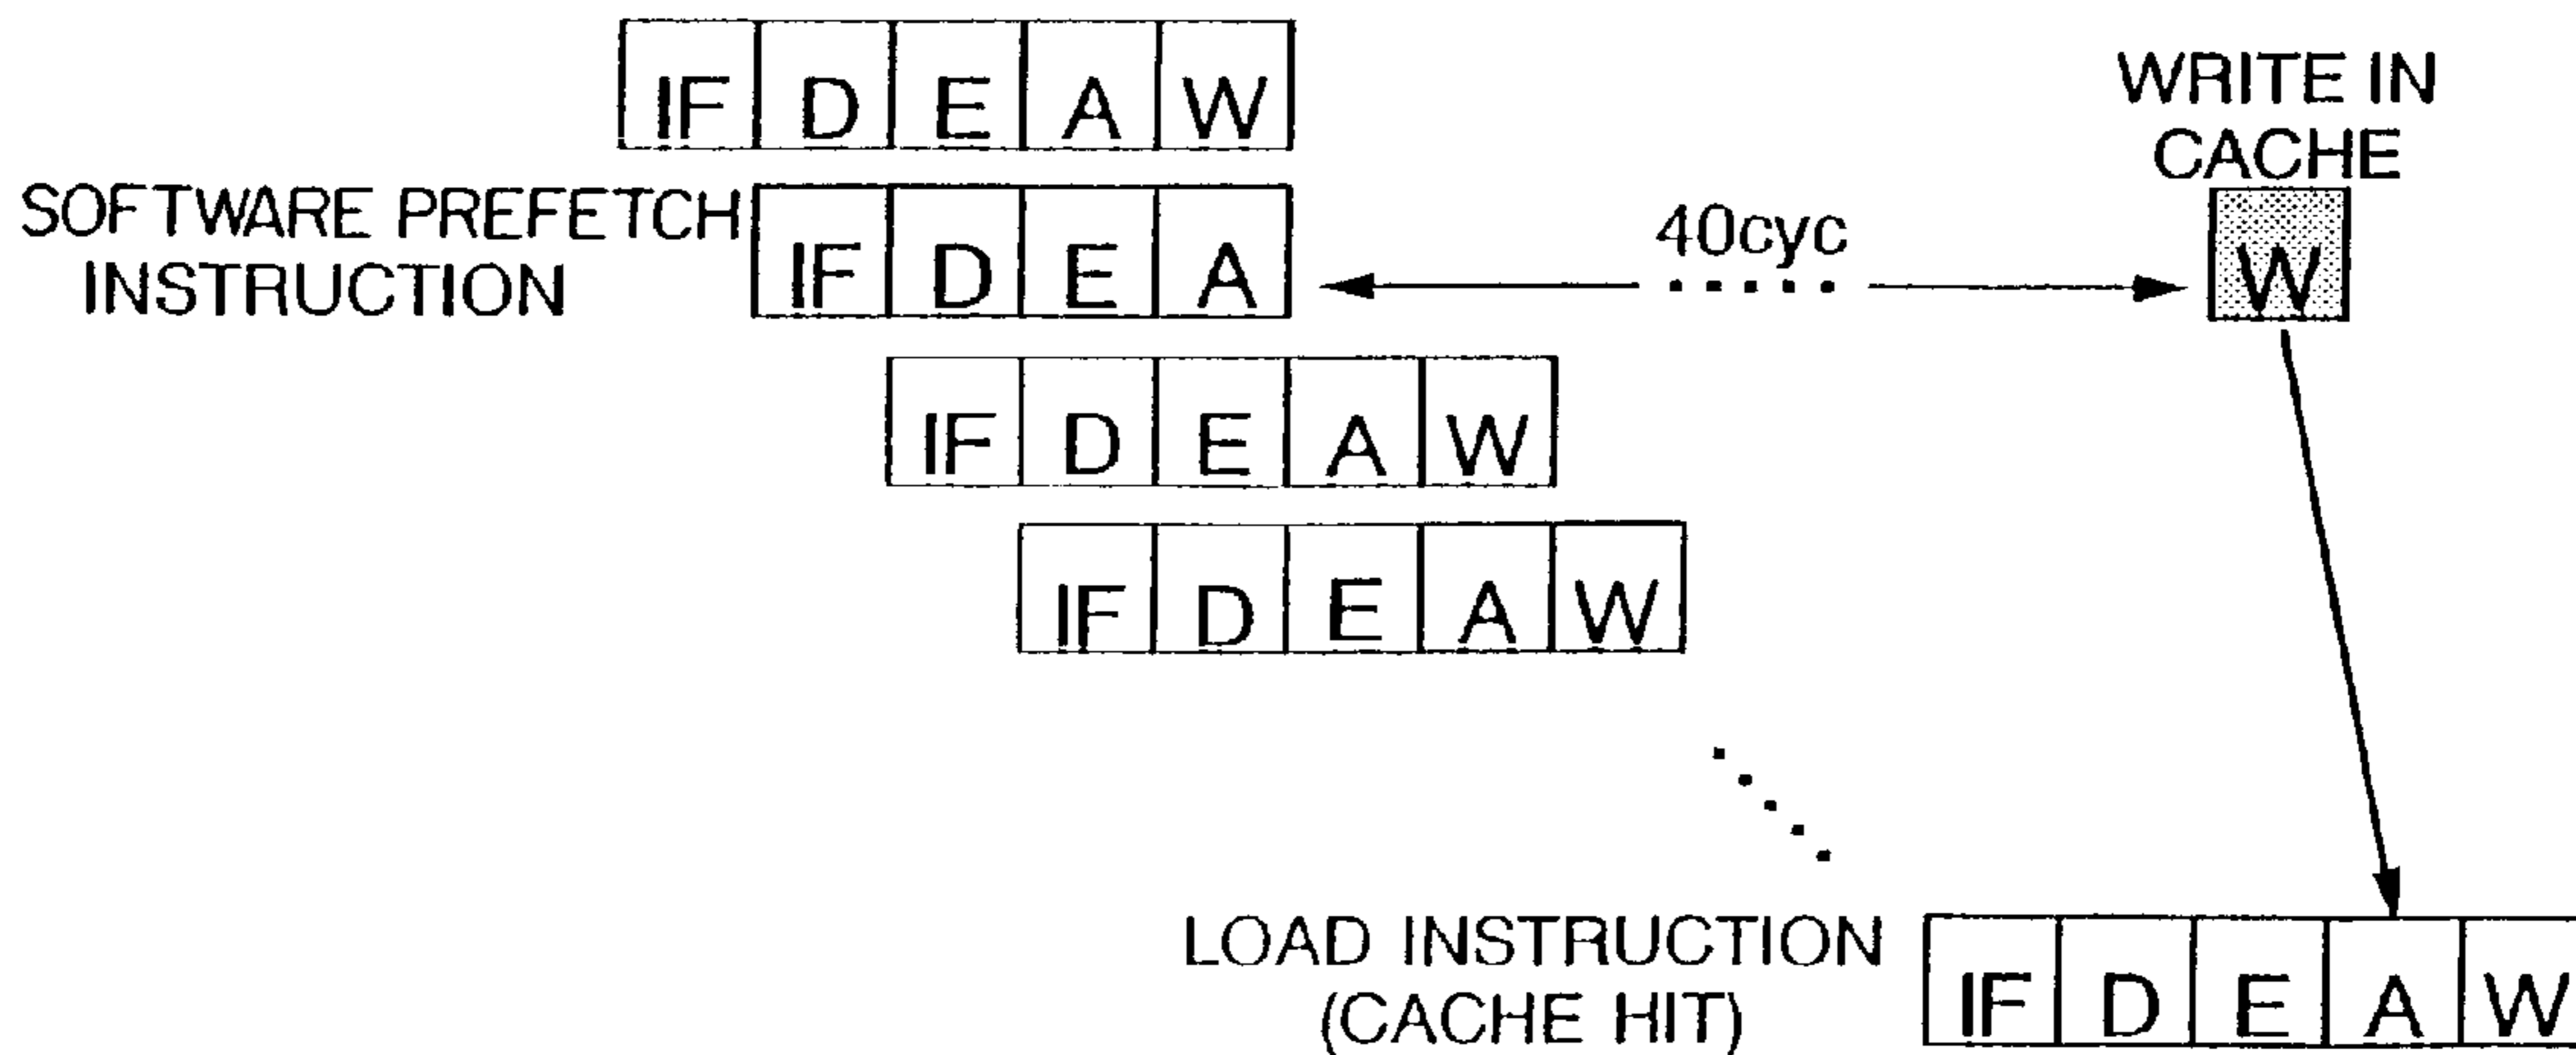 IF D E A W
WRITE IN
CACHE
SOFTWARE PREFETCH
INSTRUCTION
IF D E A
40cyc
W
IF D E A W
IF D E A W
LOAD INSTRUCTION
(CACHE HIT)
IF D E A W